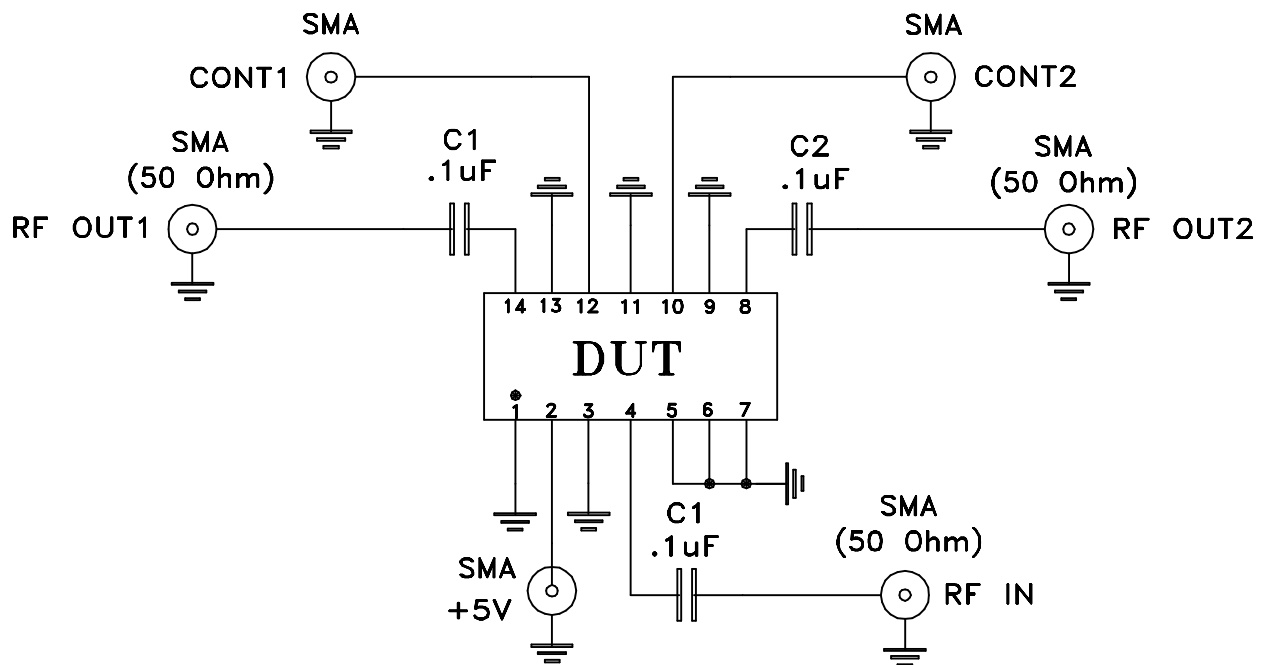 SMA
CONT1
SMA
CONT2
SMA
(50 Ohm)
RF OUT1
C1
.1uF
C2
.1uF
SMA
(50 Ohm)
RF OUT2
14 13 12 11 10 9 8
DUT
1 2 3 4 5 6 7
C1
.1uF
SMA
(50 Ohm)
RF IN
SMA
+5V